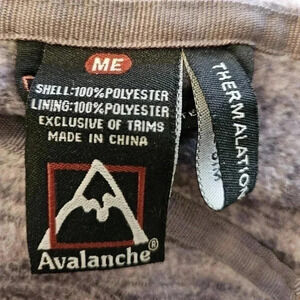 ME
SHELL:100%POLYESTER
LINING:100%POLYESTER
EXCLUSIVE OF TRIMS
MADE IN CHINA
Avalanche®
THERMALATION